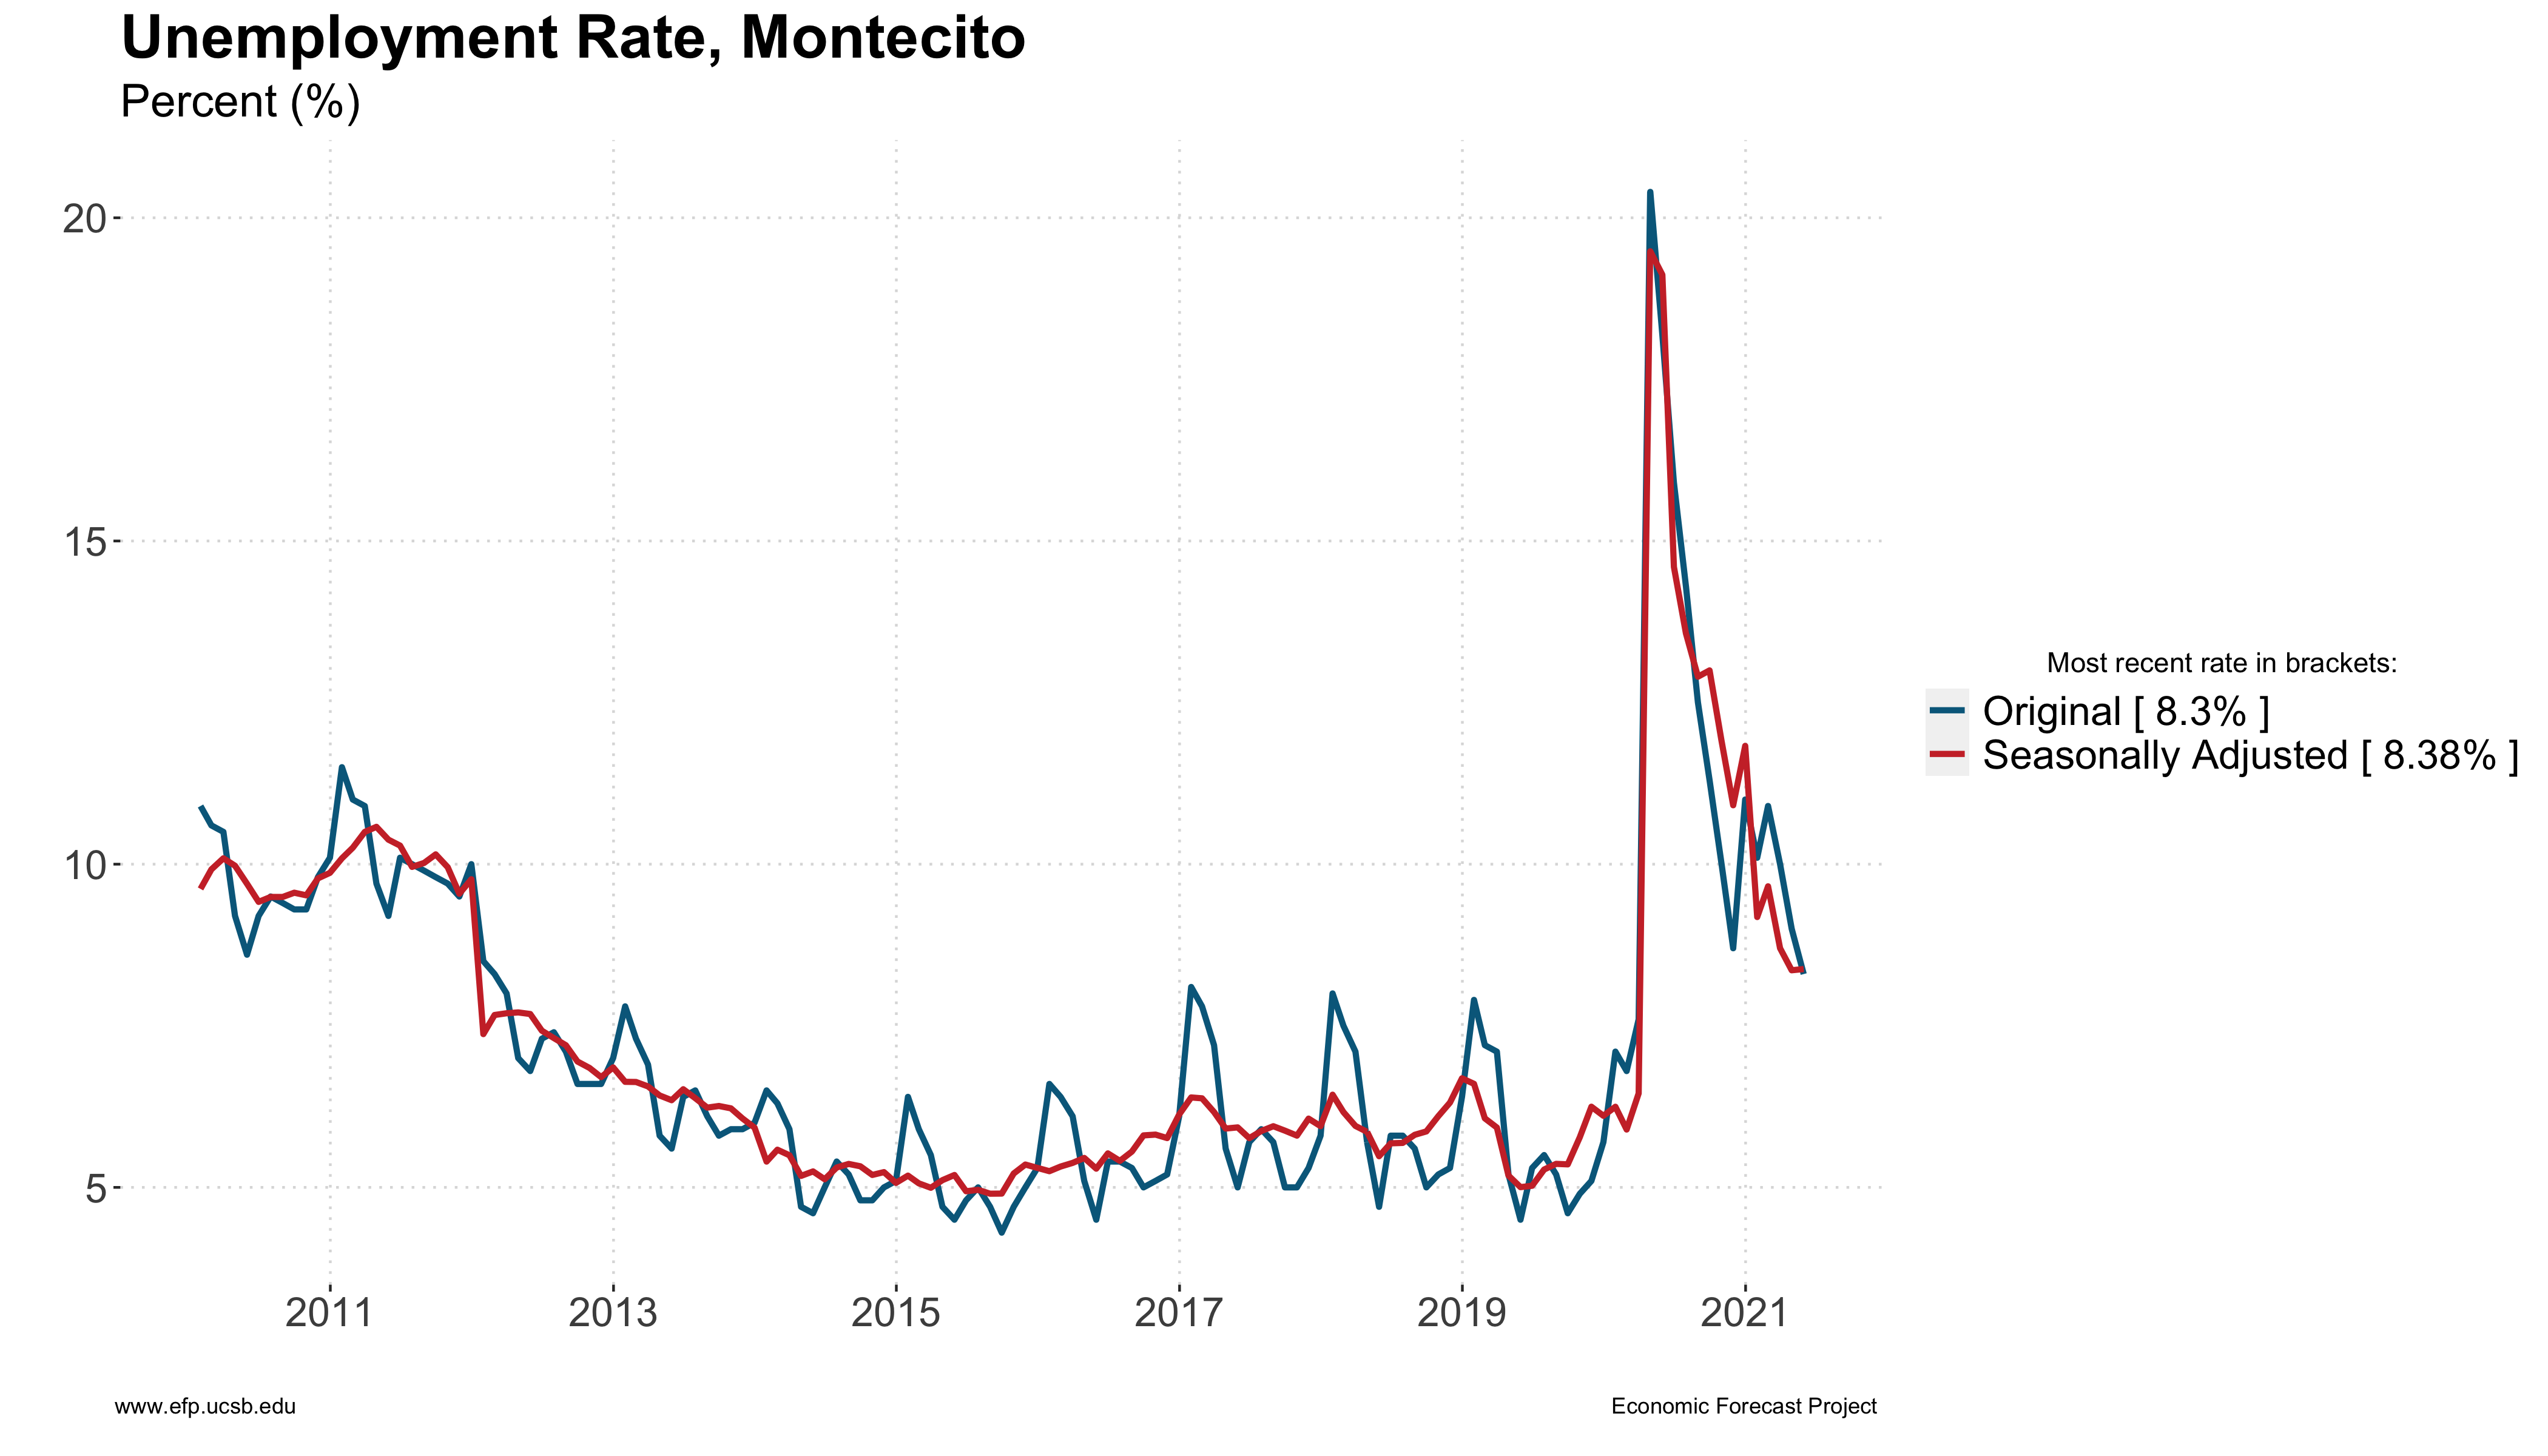 Unemployment Rate, Montecito
Percent (%)
20
15
10
5
2011 2013 2015 2017 2019 2021
Most recent rate in brackets:
Original [ 8.3% ]
Seasonally Adjusted [ 8.38% ]
www.efp.ucsb.edu
Economic Forecast Project